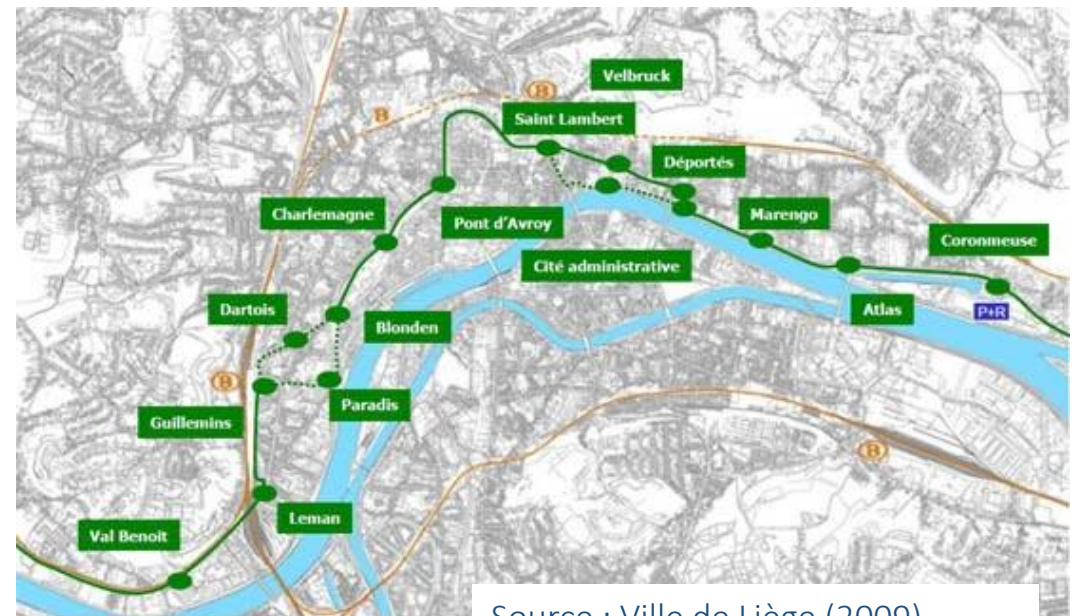 Velbruck
B
B
Saint Lambert
Déportés
Charlemagne
Pont d'Avroy
Marengo
Coronmeuse
Cité administrative
Dartois
Blonden
Atlas
P+R
B
Paradis
Guillemins
B
Leman
Val Benoit
Source : Ville de Liège (2009)